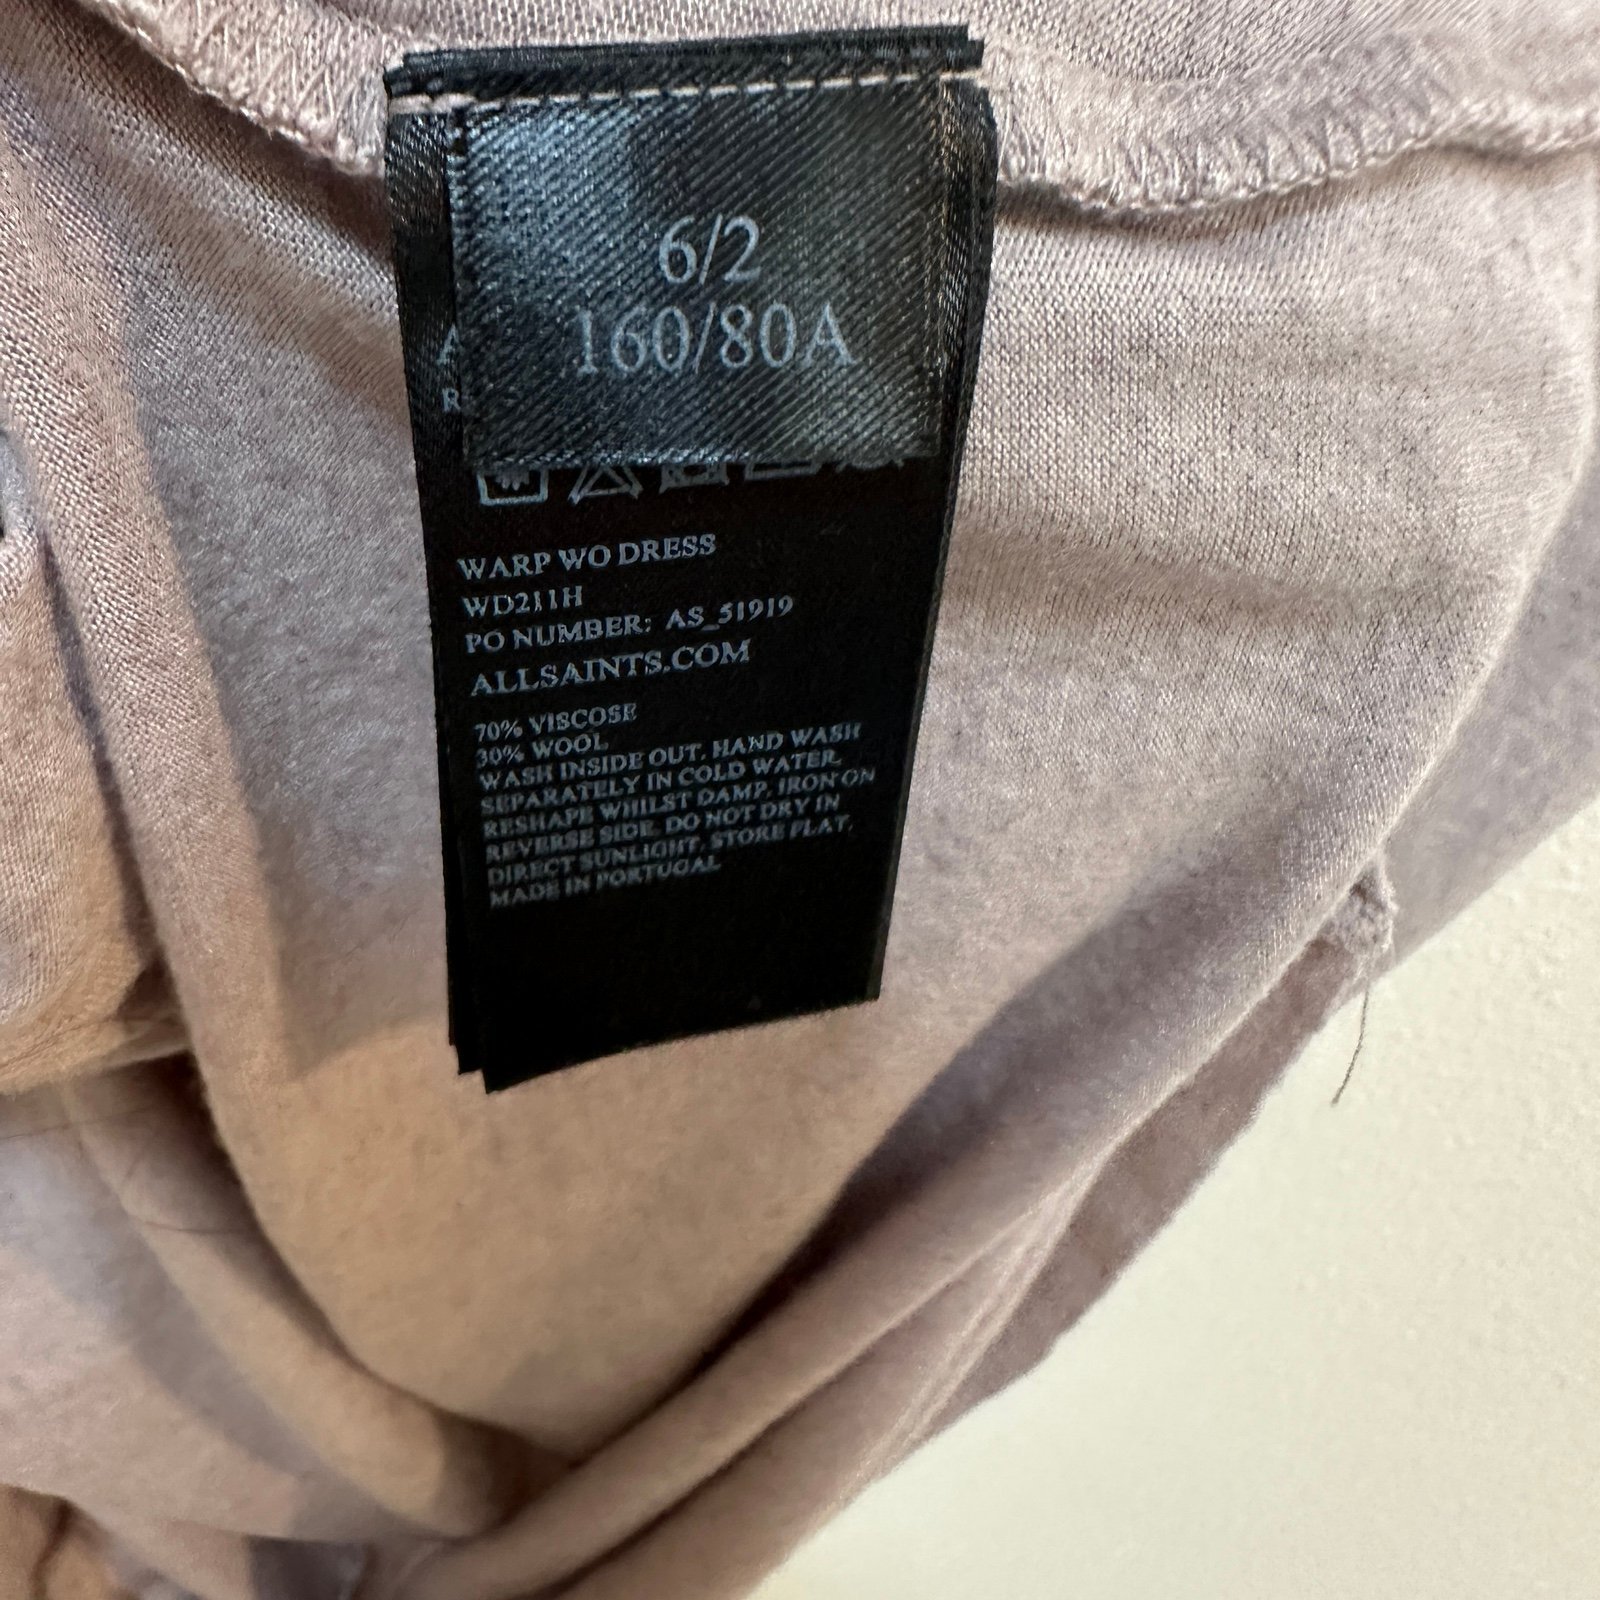 6/2
160/80A
A
R
WARP WO DRESS
WD211H
PO NUMBER: AS_51919
ALLSAINTS.COM
70% VISCOSE
30% WOOL
WASH INSIDE OUT. HAND WASH
SEPARATELY IN COLD WATER.
RESHAPE WHILST DAMP. IRON ON
REVERSE SIDE. DO NOT DRY IN
DIRECT SUNLIGHT. STORE FLAT.
MADE IN PORTUGAL